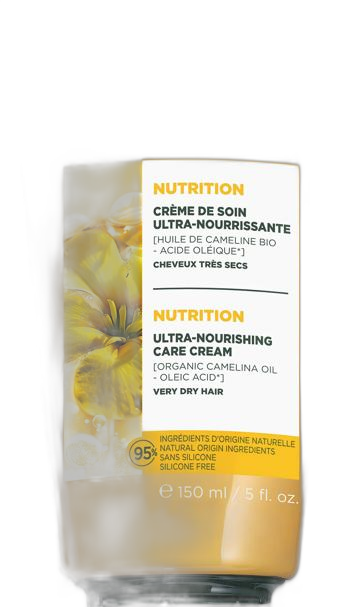 NUTRITION
CRÈME DE SOIN
ULTRA-NOURRISSANTE
[HUILE DE CAMELINE BIO
- ACIDE OLÉIQUE*]
CHEVEUX TRÈS SECS
NUTRITION
ULTRA-NOURISHING
CARE CREAM
[ORGANIC CAMELINA OIL
- OLEIC ACID*]
VERY DRY HAIR
95%
INGRÉDIENTS D'ORIGINE NATURELLE
NATURAL ORIGIN INGREDIENTS
SANS SILICONE
SILICONE FREE
℮ 150 ml / 5 fl. oz.